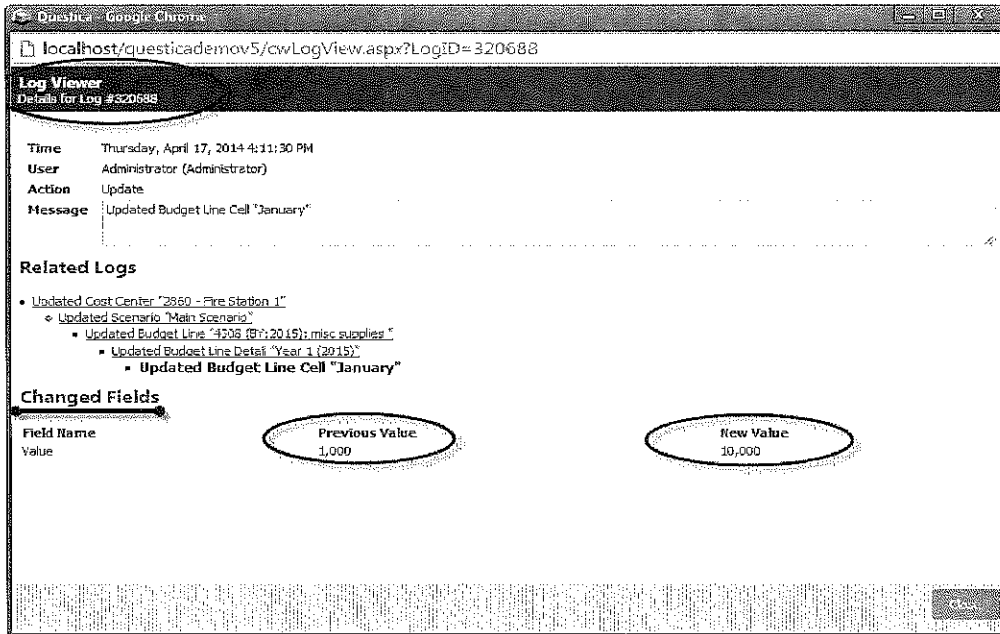 Questica - Google Chrome
localhost/questicademov5/cwLogView.aspx?LogID=320688
Log Viewer
Details for Log #320688
Time Thursday, April 17, 2014 4:11:30 PM
User Administrator (Administrator)
Action Update
Message Updated Budget Line Cell "January"
Related Logs
Updated Cost Center "2860 - Fire Station 1"
Updated Scenario "Main Scenario"
Updated Budget Line "4308 (BY:2015): misc supplies "
Updated Budget Line Detail "Year 1 (2015)"
Updated Budget Line Cell "January"
Changed Fields
Field Name Previous Value New Value
Value 1,000 10,000
Close